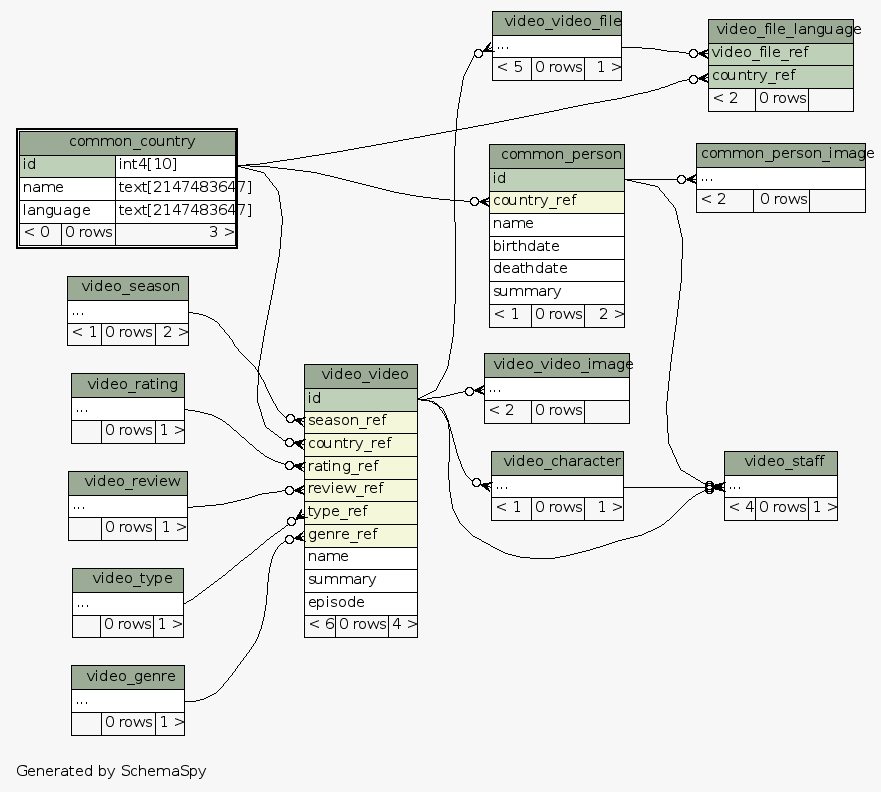 video_video_file
...
< 5 0 rows 1 >
video_file_language
video_file_ref
country_ref
< 2 0 rows
common_country
id int4[10]
name text[2147483647]
language text[2147483647]
< 0 0 rows 3 >
common_person
id
country_ref
name
birthdate
deathdate
summary
< 1 0 rows 2 >
common_person_image
...
< 2 0 rows
video_season
...
< 1 0 rows 2 >
video_rating
...
0 rows 1 >
video_review
...
0 rows 1 >
video_type
...
0 rows 1 >
video_genre
...
0 rows 1 >
video_video
id
season_ref
country_ref
rating_ref
review_ref
type_ref
genre_ref
name
summary
episode
< 6 0 rows 4 >
video_video_image
...
< 2 0 rows
video_character
...
< 1 0 rows 1 >
video_staff
...
< 4 0 rows 1 >
Generated by SchemaSpy